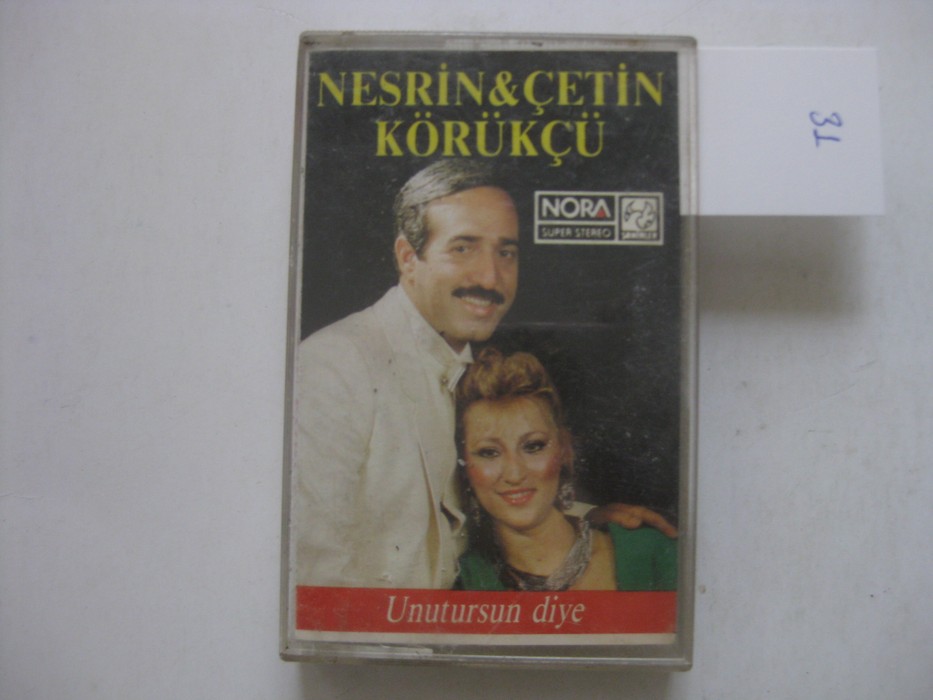 NESRİN&ÇETİN
KÖRÜKÇÜ
NORA
SUPER STEREO
Unutursun diye
31